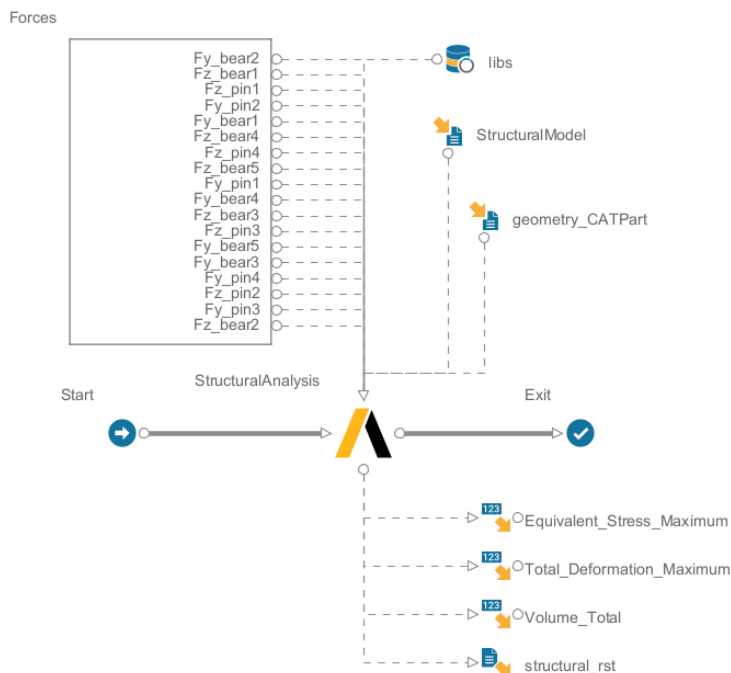 Forces
Fy_bear2
Fz_bear1
Fz_pin1
Fy_pin2
Fy_bear1
Fz_bear4
Fz_pin4
Fz_bear5
Fy_pin1
Fy_bear4
Fz_bear3
Fz_pin3
Fy_bear5
Fy_bear3
Fy_pin4
Fz_pin2
Fy_pin3
Fz_bear2
libs
StructuralModel
geometry_CATPart
StructuralAnalysis
Start
Exit
123
Equivalent_Stress_Maximum
123
Total_Deformation_Maximum
123
Volume_Total
structural_rst